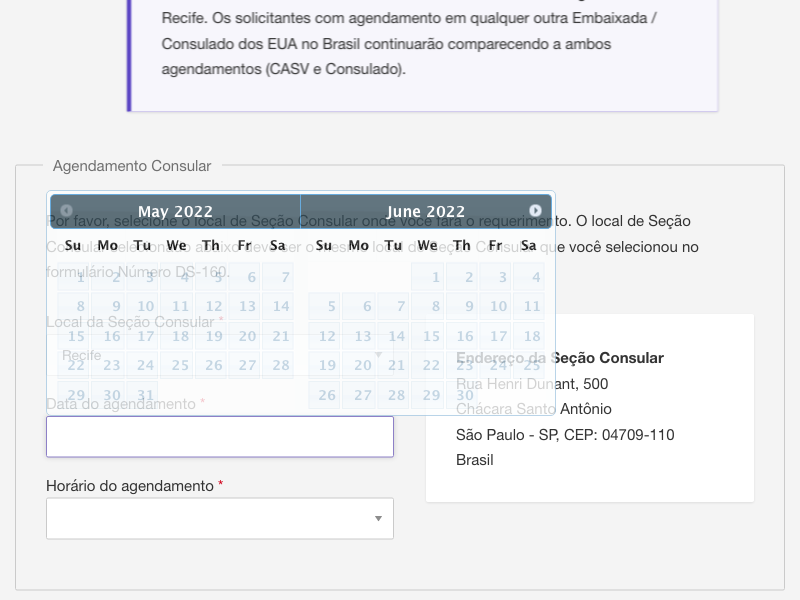 Recife. Os solicitantes com agendamento em qualquer outra Embaixada /
Consulado dos EUA no Brasil continuarão comparecendo a ambos
agendamentos (CASV e Consulado).
Agendamento Consular
May 2022 June 2022
Por favor, selecione o local de Seção Consular onde você fará o requerimento. O local de Seção
Su Mo Tu We Th Fr Sa Su Mo Tu We Th Fr Sa
Consular selecionado abaixo deve ser o mesmo local de Seção Consular que você selecionou no
formulário Número DS-160.
1 2 3 4 5 6 7 1 2 3 4
8 9 10 11 12 13 14 5 6 7 8 9 10 11
Local da Seção Consular *
15 16 17 18 19 20 21 12 13 14 15 16 17 18
Recife
22 23 24 25 26 27 28 19 20 21 22 23 24 25
29 30 31 26 27 28 29 30
Data do agendamento *
Endereço da Seção Consular
Rua Henri Dunant, 500
Chácara Santo Antônio
São Paulo - SP, CEP: 04709-110
Brasil
Horário do agendamento *